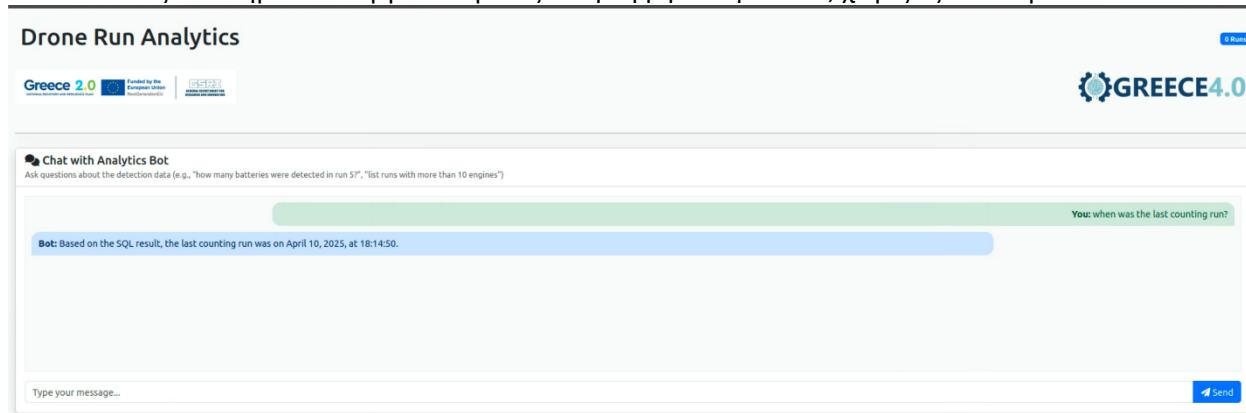 Drone Run Analytics
0 Runs
Greece 2.0
Funded by the
European Union
NextGenerationEU
GREECE4.0
Chat with Analytics Bot
Ask questions about the detection data (e.g., "how many batteries were detected in run 5?", "list runs with more than 10 engines")
You: when was the last counting run?
Bot: Based on the SQL result, the last counting run was on April 10, 2025, at 18:14:50.
Type your message...
Send